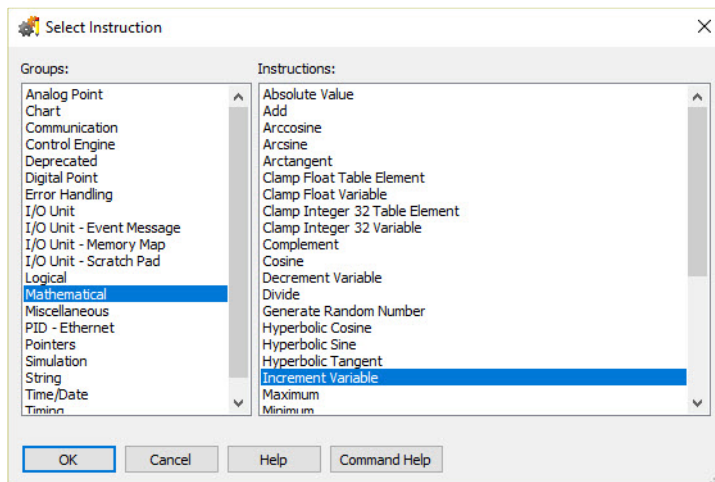 Select Instruction
Groups:
Analog Point
Chart
Communication
Control Engine
Deprecated
Digital Point
Error Handling
I/O Unit
I/O Unit - Event Message
I/O Unit - Memory Map
I/O Unit - Scratch Pad
Logical
Mathematical
Miscellaneous
PID - Ethernet
Pointers
Simulation
String
Time/Date
Timing
Instructions:
Absolute Value
Add
Arccosine
Arcsine
Arctangent
Clamp Float Table Element
Clamp Float Variable
Clamp Integer 32 Table Element
Clamp Integer 32 Variable
Complement
Cosine
Decrement Variable
Divide
Generate Random Number
Hyperbolic Cosine
Hyperbolic Sine
Hyperbolic Tangent
Increment Variable
Maximum
Minimum
OK
Cancel
Help
Command Help